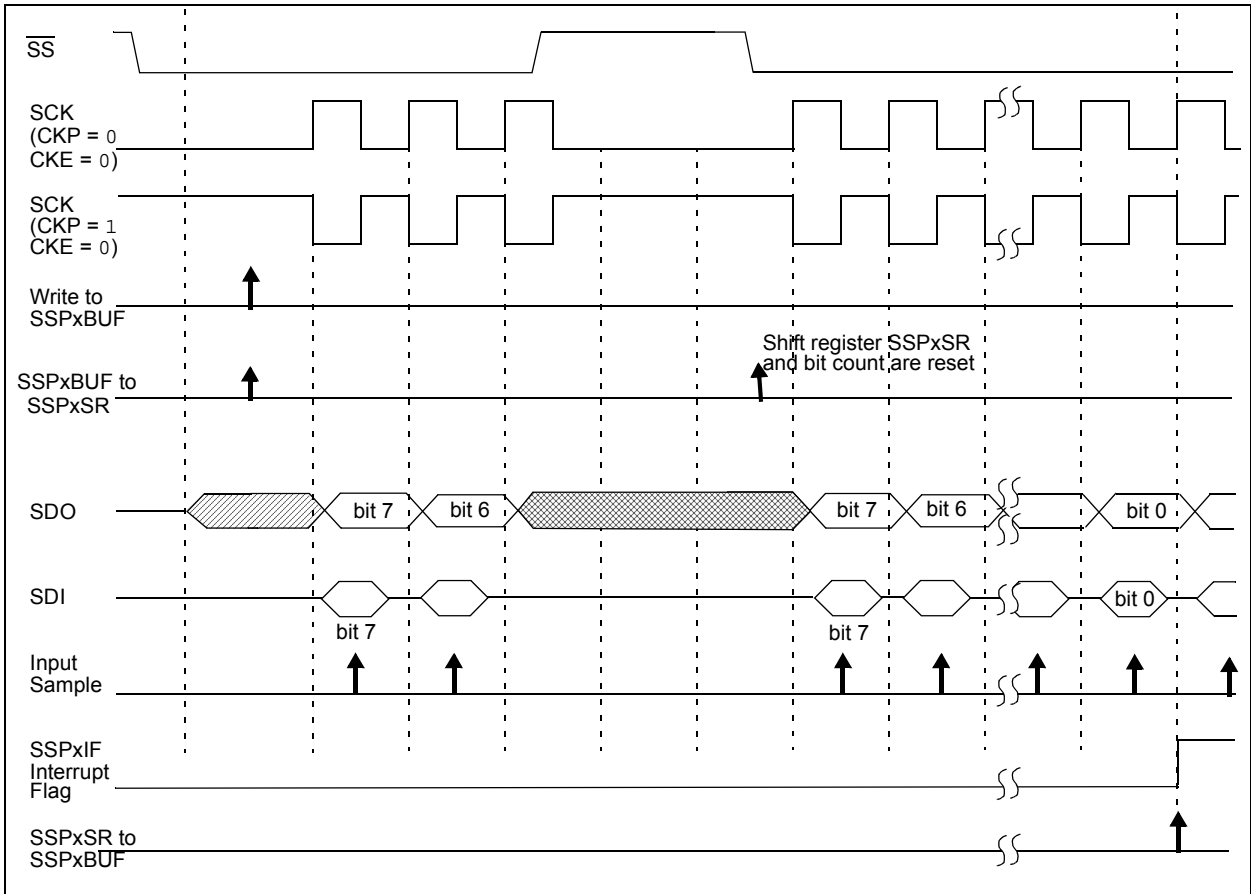 SS
SCK
(CKP = 0
CKE = 0)
SCK
(CKP = 1
CKE = 0)
Write to
SSPxBUF
Shift register SSPxSR
and bit count are reset
SSPxBUF to
SSPxSR
SDO
bit 7
bit 6
bit 7
bit 6
bit 0
SDI
bit 0
bit 7
bit 7
Input
Sample
SSPxIF
Interrupt
Flag
SSPxSR to
SSPxBUF